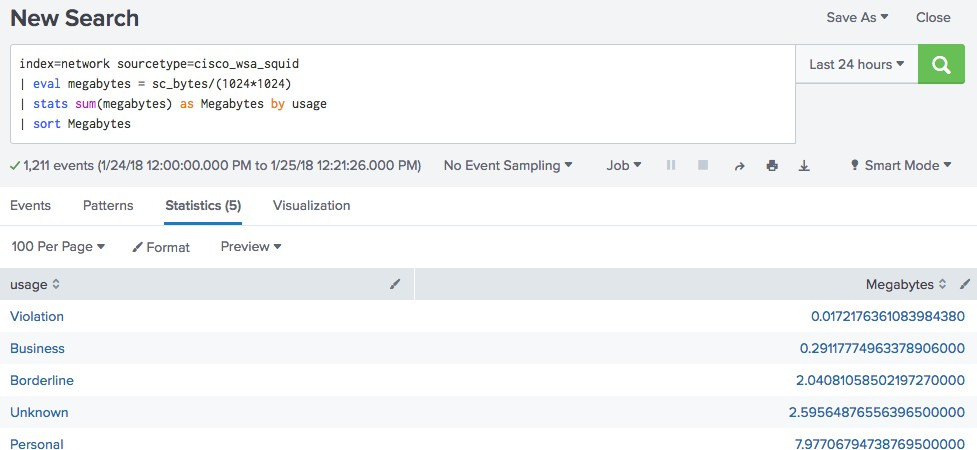 New Search
Save As Close
index=network sourcetype=cisco_wsa_squid
| eval megabytes = sc_bytes/(1024*1024)
| stats sum(megabytes) as Megabytes by usage
| sort Megabytes
Last 24 hours
1,211 events (1/24/18 12:00:00.000 PM to 1/25/18 12:21:26.000 PM) No Event Sampling Job Smart Mode
Events Patterns Statistics (5) Visualization
100 Per Page Format Preview
usage Megabytes
Violation 0.0172176361083984380
Business 0.29117774963378906000
Borderline 2.04081058502197270000
Unknown 2.59564876556396500000
Personal 7.97706794738769500000